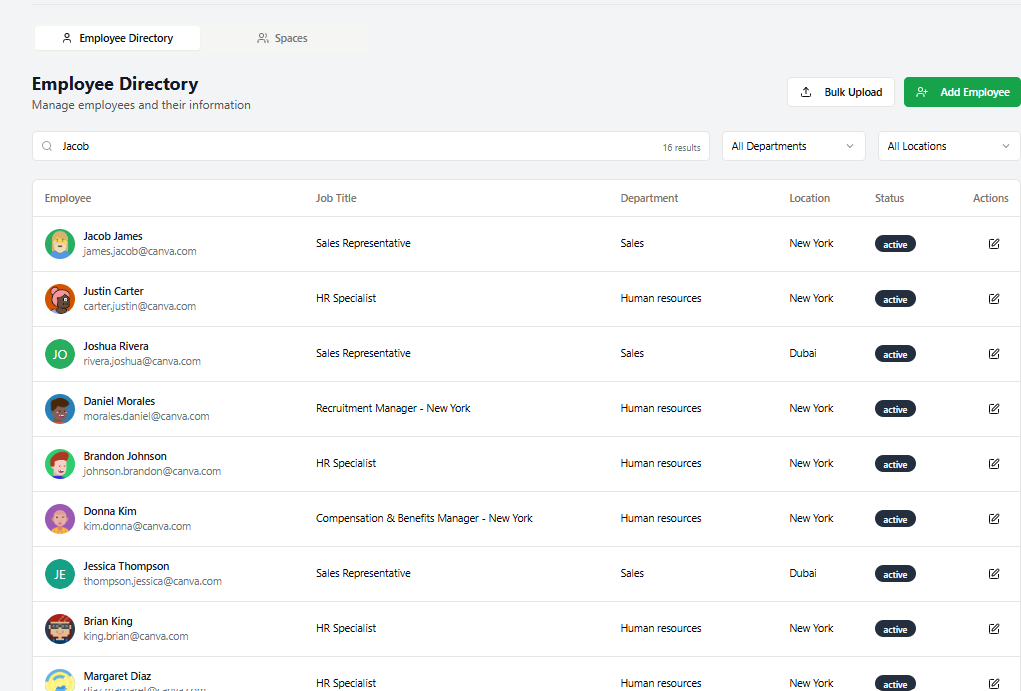 Employee Directory Spaces
Employee Directory
Manage employees and their information
Bulk Upload Add Employee
Jacob 16 results All Departments All Locations
Employee Job Title Department Location Status Actions
Jacob James
james.jacob@canva.com
Sales Representative Sales New York active
Justin Carter
carter.justin@canva.com
HR Specialist Human resources New York active
JO
Joshua Rivera
rivera.joshua@canva.com
Sales Representative Sales Dubai active
Daniel Morales
morales.daniel@canva.com
Recruitment Manager - New York Human resources New York active
Brandon Johnson
johnson.brandon@canva.com
HR Specialist Human resources New York active
Donna Kim
kim.donna@canva.com
Compensation & Benefits Manager - New York Human resources New York active
JE
Jessica Thompson
thompson.jessica@canva.com
Sales Representative Sales Dubai active
Brian King
king.brian@canva.com
HR Specialist Human resources New York active
Margaret Diaz
diaz.margaret@canva.com
HR Specialist Human resources New York active